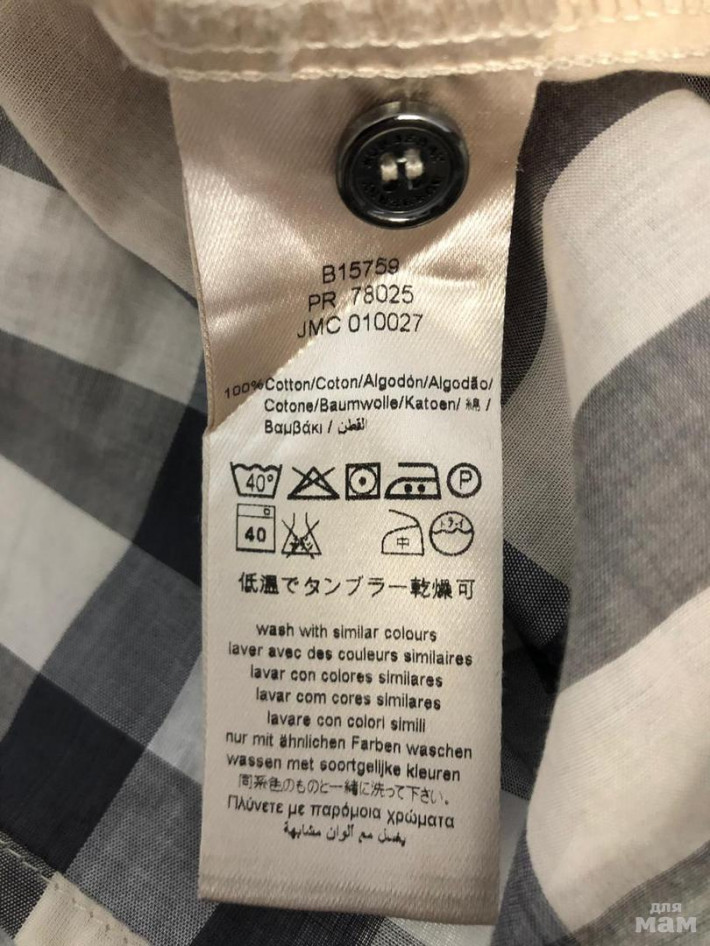 B15759
PR 78025
JMC 010027
100% Cotton/Coton/Algodón/Algodão/
Cotone/Baumwolle/Katoen/ 綿 /
Βαμβάκι / القطن
40° P
40 中
低温でタンブラー乾燥可
wash with similar colours
laver avec des couleurs similaires
lavar con colores similares
lavar com cores similares
lavare con colori simili
nur mit ähnlichen Farben waschen
wassen met soortgelijke kleuren
同系色のものと一緒に洗って下さい。
Πλύνετε με παρόμοια χρώματα
يغسل مع ألوان مشابهة
для
мам